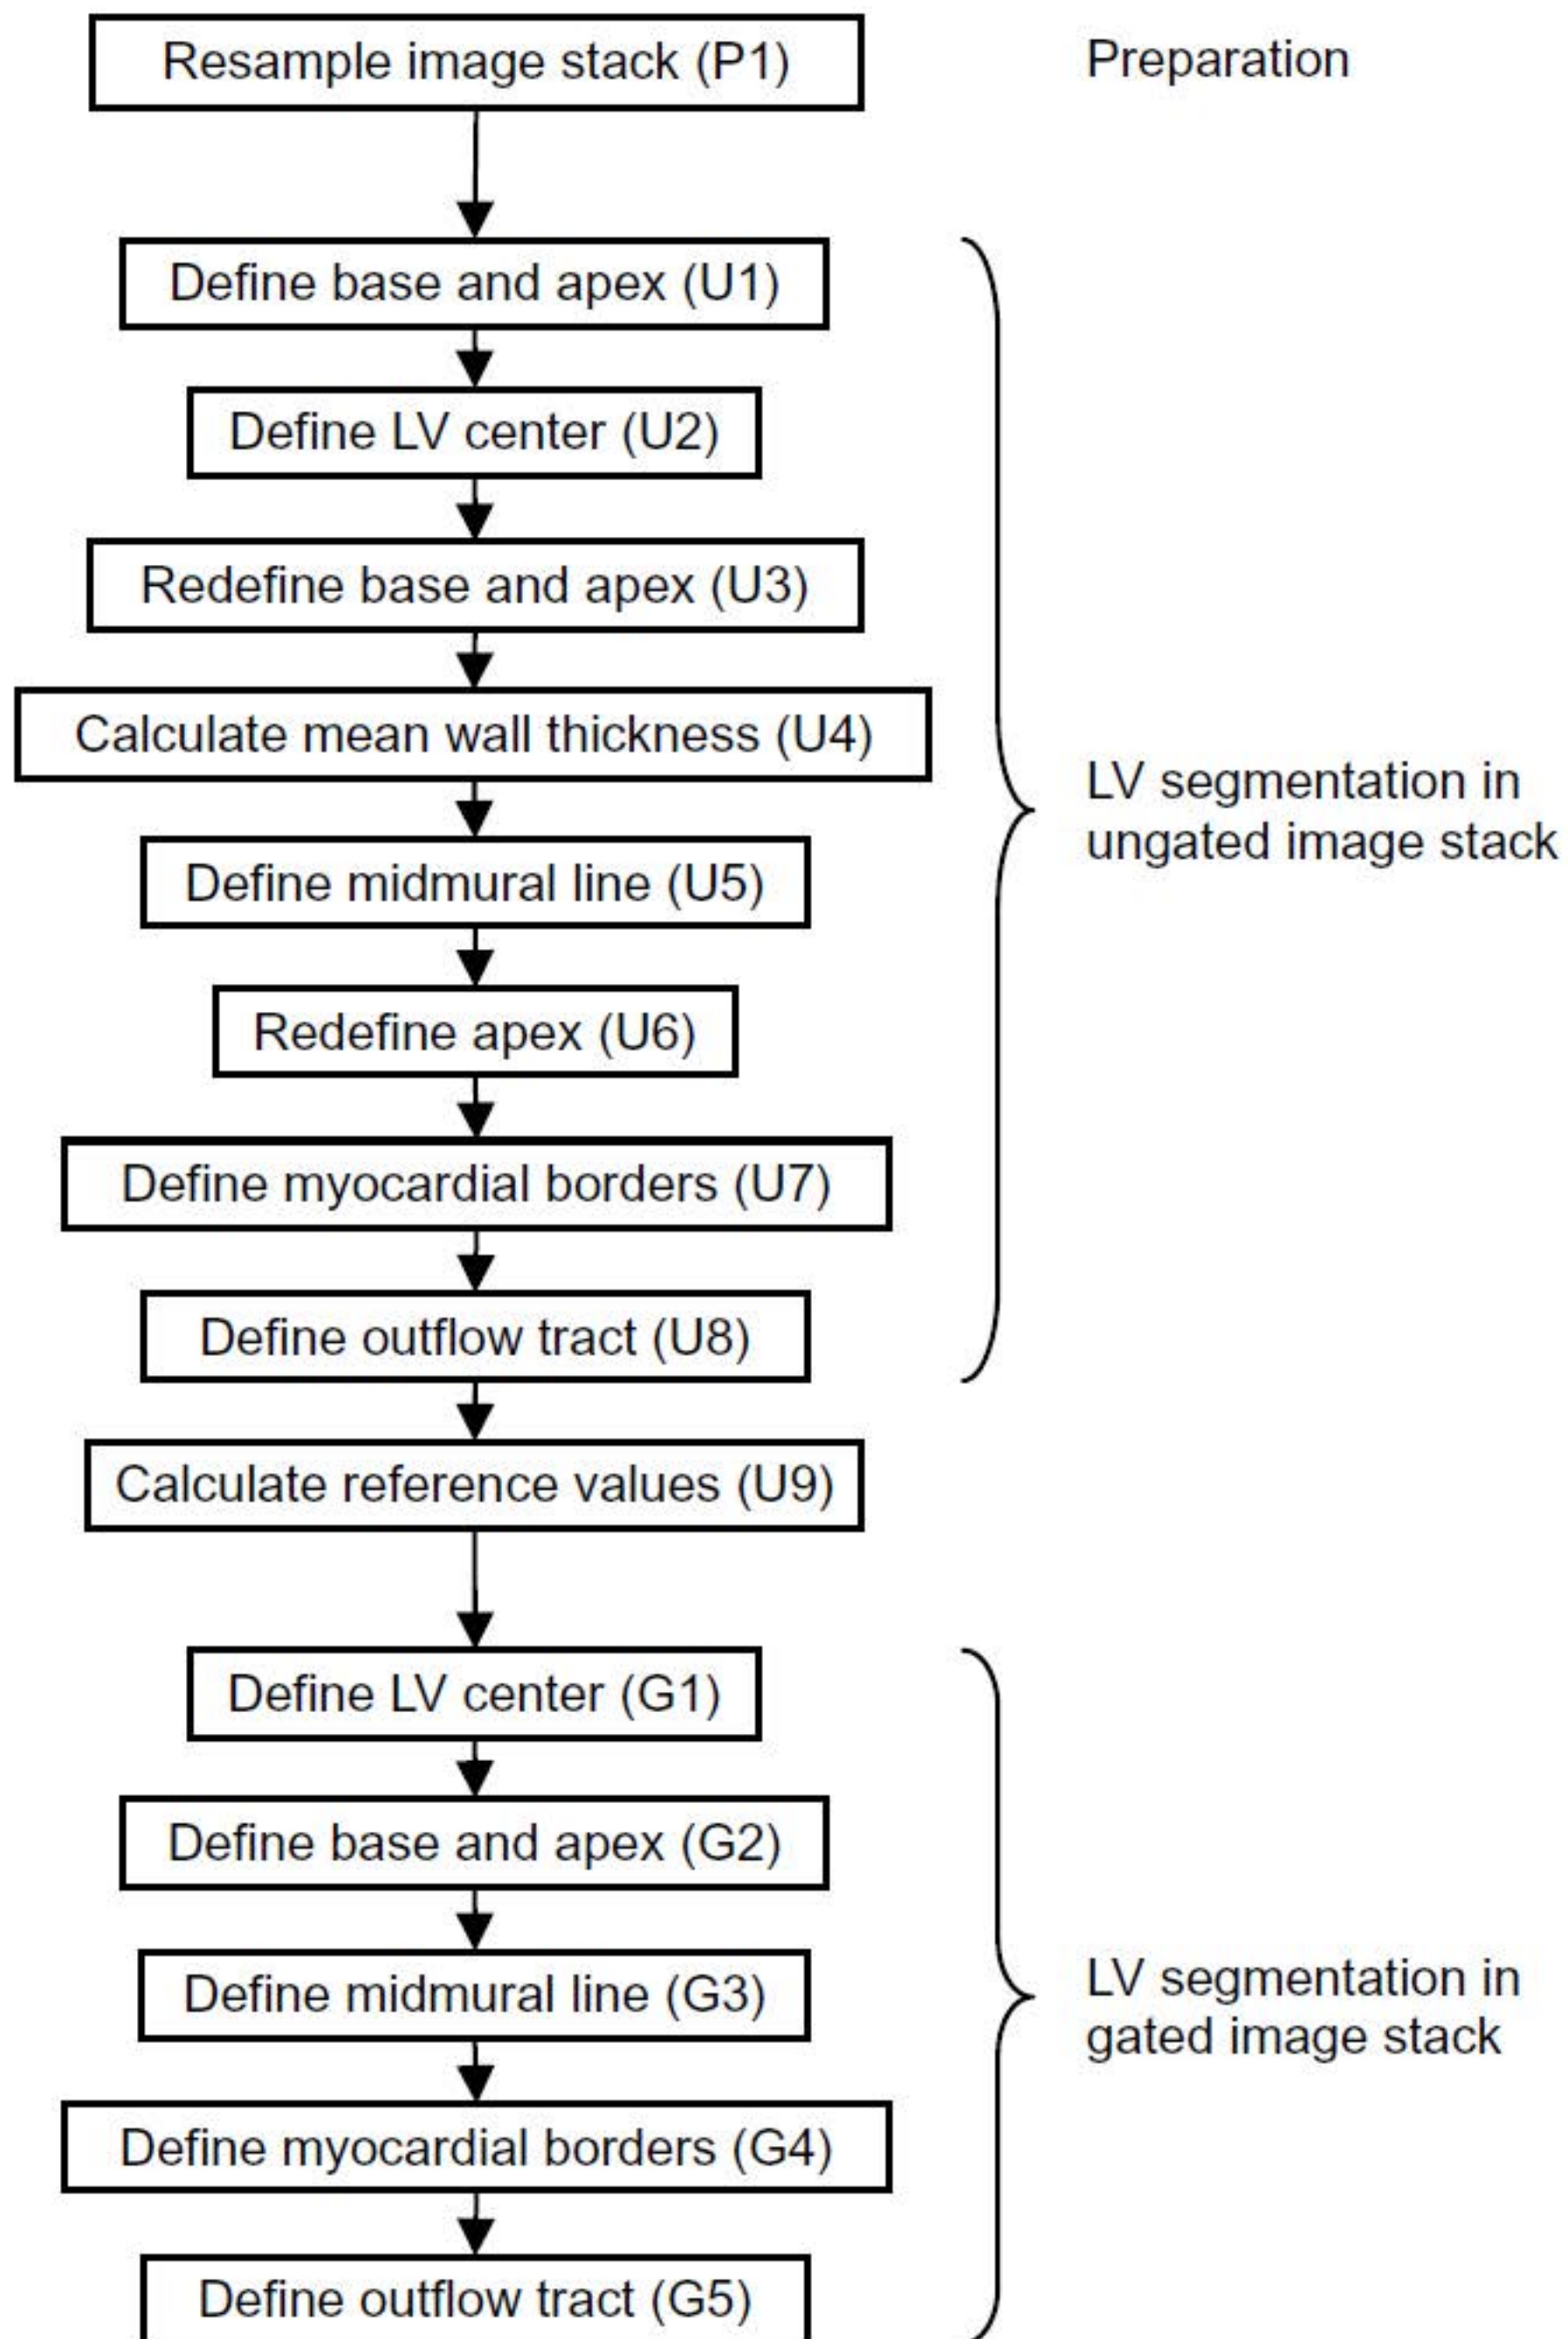 Resample image stack (P1)
Preparation
Define base and apex (U1)
Define LV center (U2)
Redefine base and apex (U3)
Calculate mean wall thickness (U4)
LV segmentation in
ungated image stack
Define midmural line (U5)
Redefine apex (U6)
Define myocardial borders (U7)
Define outflow tract (U8)
Calculate reference values (U9)
Define LV center (G1)
Define base and apex (G2)
Define midmural line (G3)
LV segmentation in
gated image stack
Define myocardial borders (G4)
Define outflow tract (G5)